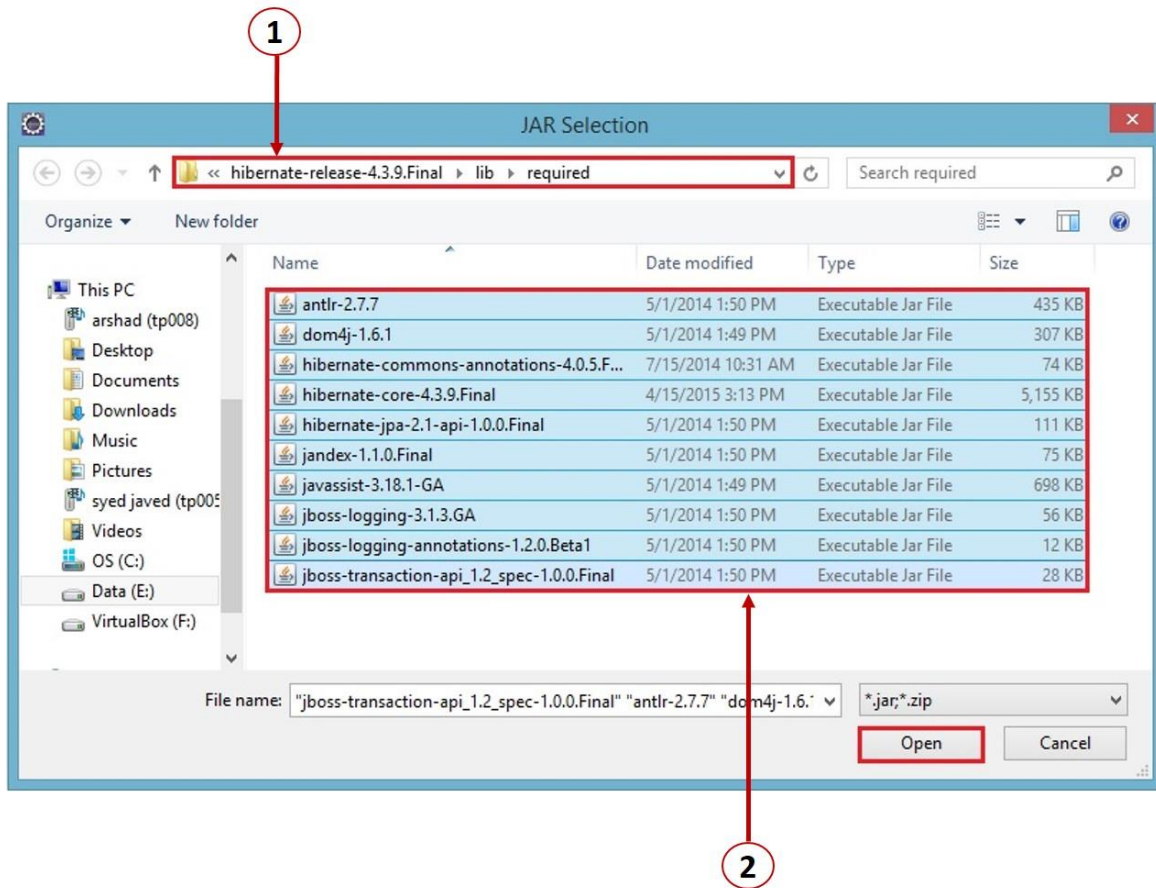 1
JAR Selection
« hibernate-release-4.3.9.Final ▸ lib ▸ required
Search required
Organize
New folder
Name Date modified Type Size
This PC
arshad (tp008)
Desktop
Documents
Downloads
Music
Pictures
syed javed (tp005
Videos
OS (C:)
Data (E:)
VirtualBox (F:)
antlr-2.7.7 5/1/2014 1:50 PM Executable Jar File 435 KB
dom4j-1.6.1 5/1/2014 1:49 PM Executable Jar File 307 KB
hibernate-commons-annotations-4.0.5.F... 7/15/2014 10:31 AM Executable Jar File 74 KB
hibernate-core-4.3.9.Final 4/15/2015 3:13 PM Executable Jar File 5,155 KB
hibernate-jpa-2.1-api-1.0.0.Final 5/1/2014 1:50 PM Executable Jar File 111 KB
jandex-1.1.0.Final 5/1/2014 1:50 PM Executable Jar File 75 KB
javassist-3.18.1-GA 5/1/2014 1:49 PM Executable Jar File 698 KB
jboss-logging-3.1.3.GA 5/1/2014 1:50 PM Executable Jar File 56 KB
jboss-logging-annotations-1.2.0.Beta1 5/1/2014 1:50 PM Executable Jar File 12 KB
jboss-transaction-api_1.2_spec-1.0.0.Final 5/1/2014 1:50 PM Executable Jar File 28 KB
File name: "jboss-transaction-api_1.2_spec-1.0.0.Final" "antlr-2.7.7" "dom4j-1.6. *.jar;*.zip
Open Cancel
2